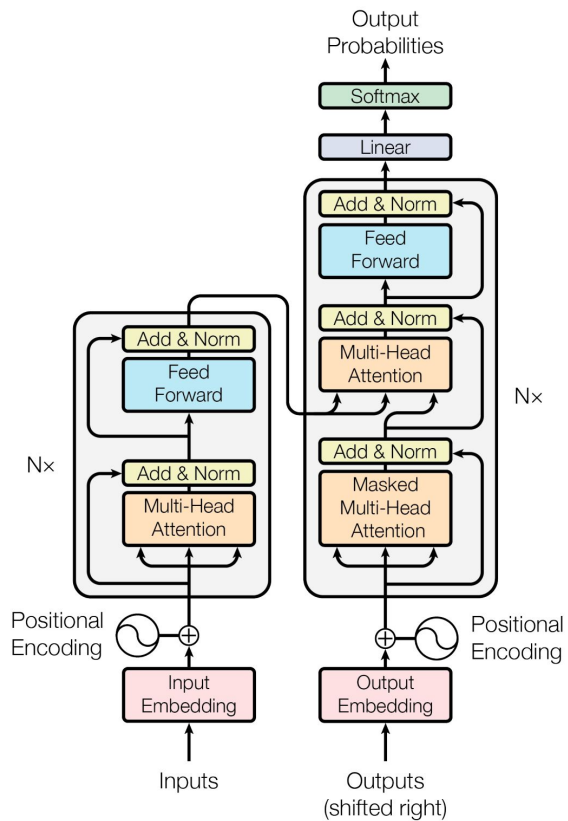 Output
Probabilities
Softmax
Linear
Add & Norm
Feed
Forward
Add & Norm
Multi-Head
Attention
Add & Norm
Masked
Multi-Head
Attention
N×
Add & Norm
Feed
Forward
Add & Norm
Multi-Head
Attention
N×
Positional
Encoding
Positional
Encoding
Input
Embedding
Output
Embedding
Inputs
Outputs
(shifted right)